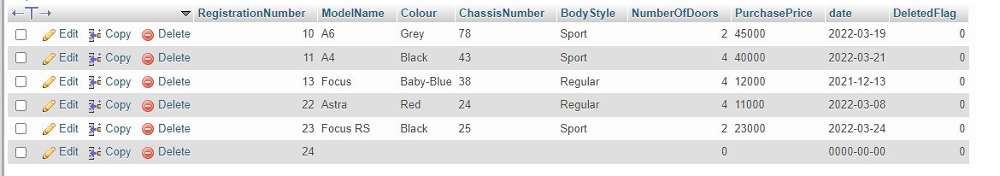 RegistrationNumber ModelName Colour ChassisNumber BodyStyle NumberOfDoors PurchasePrice date DeletedFlag
Edit Copy Delete 10 A6 Grey 78 Sport 2 45000 2022-03-19 0
Edit Copy Delete 11 A4 Black 43 Sport 4 40000 2022-03-21 0
Edit Copy Delete 13 Focus Baby-Blue 38 Regular 4 12000 2021-12-13 0
Edit Copy Delete 22 Astra Red 24 Regular 4 11000 2022-03-08 0
Edit Copy Delete 23 Focus RS Black 25 Sport 2 23000 2022-03-24 0
Edit Copy Delete 24 0 0000-00-00 0